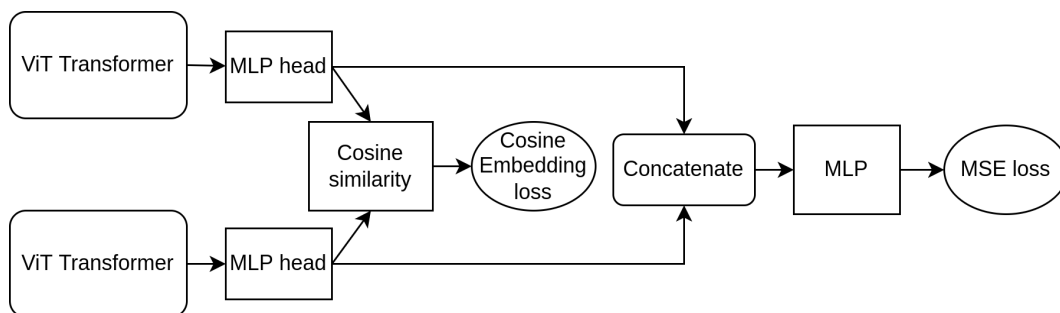 ViT Transformer
MLP head
Cosine
similarity
Cosine
Embedding
loss
Concatenate
MLP
MSE loss
ViT Transformer
MLP head